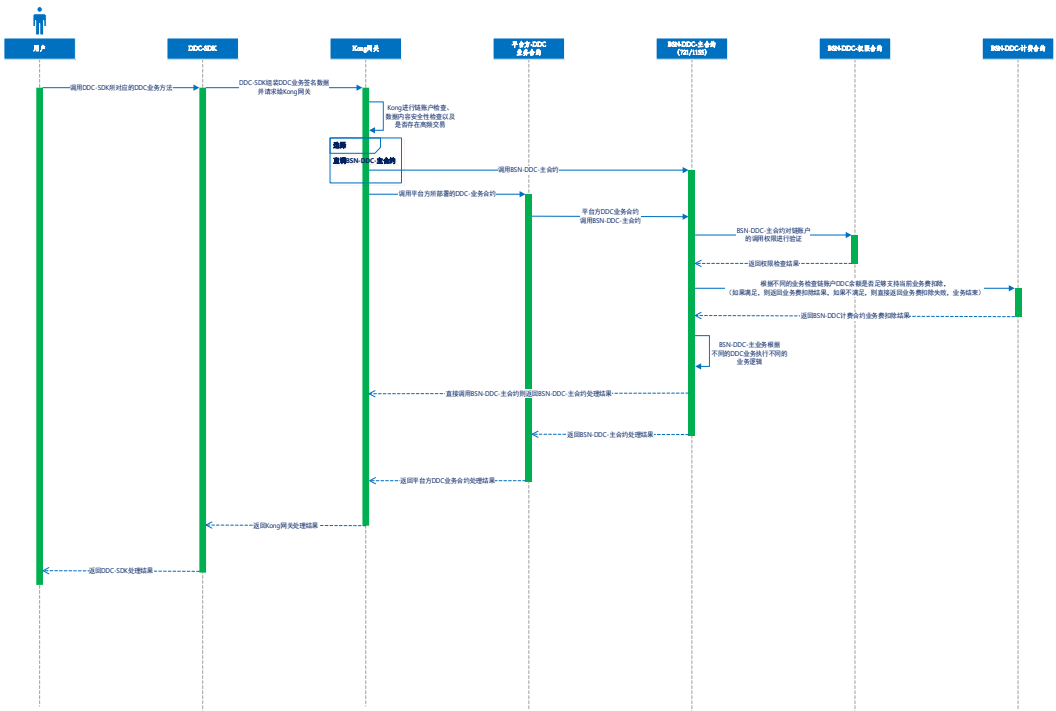 用户
DDC-SDK
Kong网关
平台方-DDC
业务合约
BSN-DDC-主合约
（721/1155）
BSN-DDC-权限合约
BSN-DDC-计费合约
调用DDC-SDK所对应的DDC业务方法
DDC-SDK组装DDC业务签名数据
并请求给Kong网关
Kong进行链账户检查、
数据内容安全性检查以及
是否存在高频交易
选择
直调BSN-DDC-主合约
调用BSN-DDC-主合约
调用平台方所部署的DDC-业务合约
平台方DDC业务合约
调用BSN-DDC-主合约
BSN-DDC-主合约对链账户
的调用权限进行验证
返回权限检查结果
根据不同的业务检查链账户DDC余额是否足够支持当前业务费扣除。
（如果满足，则返回业务费扣除结果，如果不满足，则直接返回业务费扣除失败，业务结束）
返回BSN-DDC计费合约业务费扣除结果
BSN-DDC-主业务根据
不同的DDC业务执行不同的
业务逻辑
直接调用BSN-DDC-主合约则返回BSN-DDC-主合约处理结果
返回BSN-DDC-主合约处理结果
返回平台方DDC业务合约处理结果
返回Kong网关处理结果
返回DDC-SDK处理结果